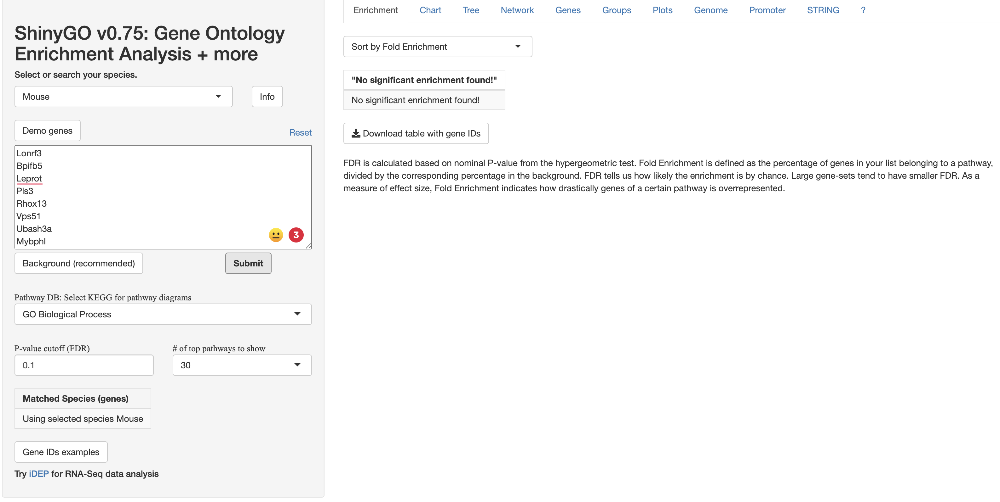 ShinyGO v0.75: Gene Ontology
Enrichment Analysis + more
Select or search your species.
Mouse
Info
Demo genes
Reset
Lonrf3
Bpifb5
Leprot
Pls3
Rhox13
Vps51
Ubash3a
Mybphl
3
Background (recommended)
Submit
Pathway DB: Select KEGG for pathway diagrams
GO Biological Process
P-value cutoff (FDR)
# of top pathways to show
0.1
30
Matched Species (genes)
Using selected species Mouse
Gene IDs examples
Try iDEP for RNA-Seq data analysis
Enrichment Chart Tree Network Genes Groups Plots Genome Promoter STRING ?
Sort by Fold Enrichment
"No significant enrichment found!"
No significant enrichment found!
Download table with gene IDs
FDR is calculated based on nominal P-value from the hypergeometric test. Fold Enrichment is defined as the percentage of genes in your list belonging to a pathway,
divided by the corresponding percentage in the background. FDR tells us how likely the enrichment is by chance. Large gene-sets tend to have smaller FDR. As a
measure of effect size, Fold Enrichment indicates how drastically genes of a certain pathway is overrepresented.